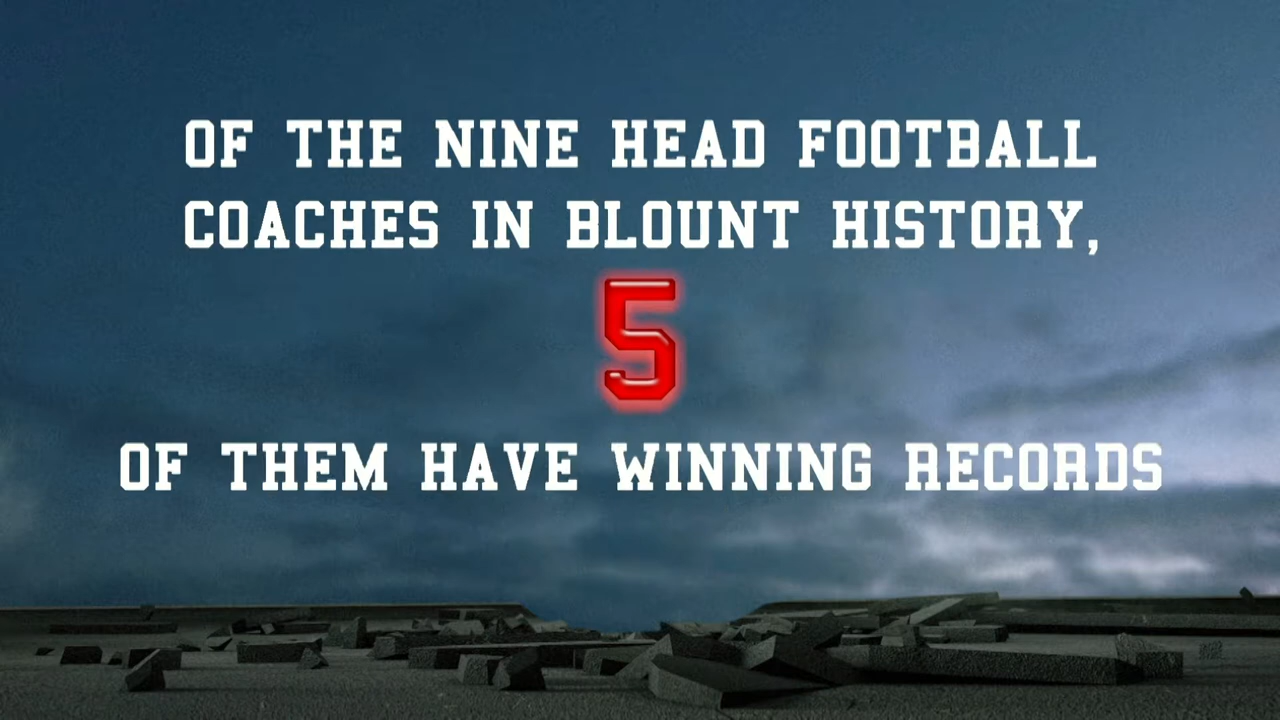 OF THE NINE HEAD FOOTBALL
COACHES IN BLOUNT HISTORY,
5
OF THEM HAVE WINNING RECORDS